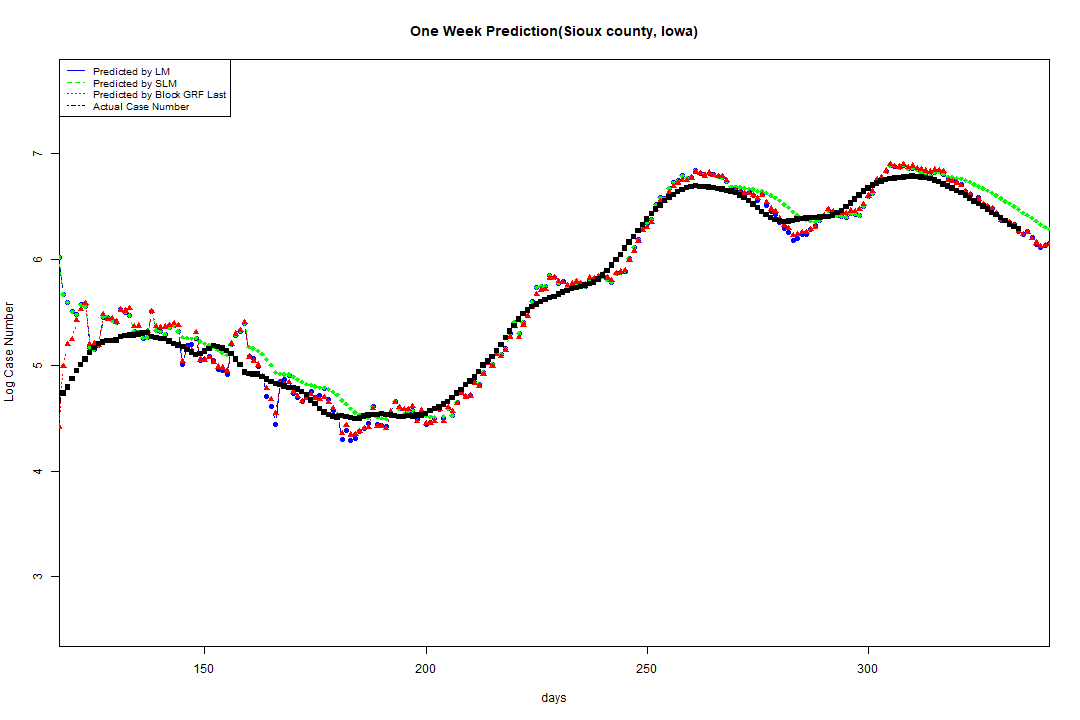 One Week Prediction(Sioux county, Iowa)
Predicted by LM
Predicted by SLM
Predicted by Block GRF Last
Actual Case Number
Log Case Number
7
6
5
4
3
150 200 250 300
days